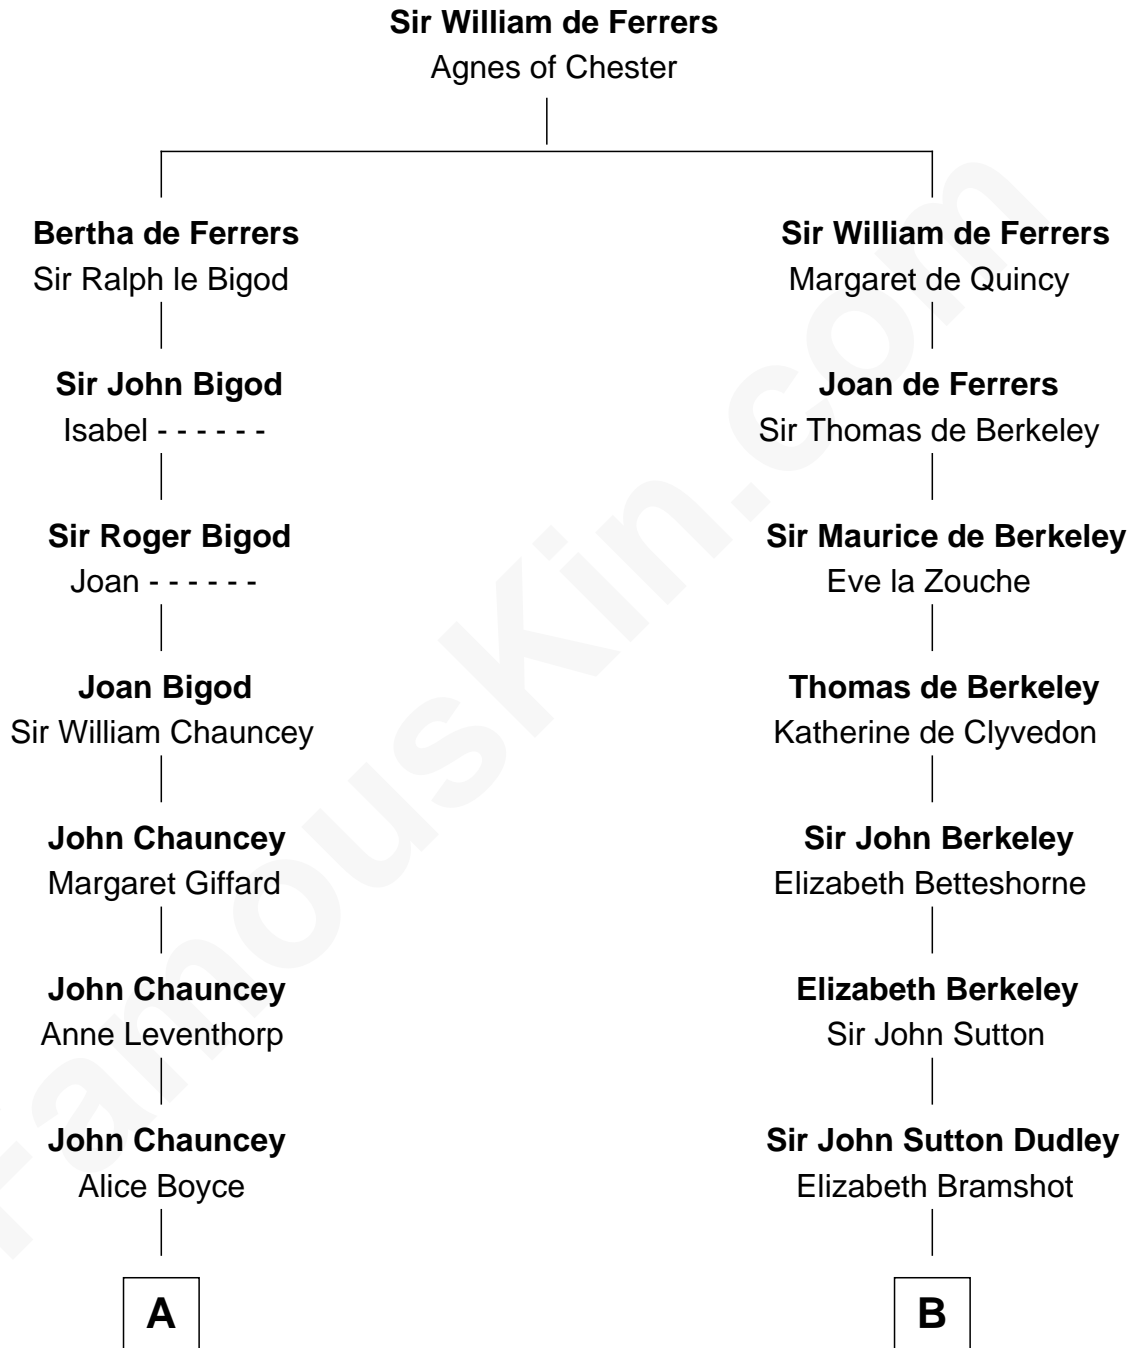 Sir William de Ferrers
Agnes of Chester
Bertha de Ferrers
Sir Ralph le Bigod
Sir John Bigod
Isabel - - - - - -
Sir Roger Bigod
Joan - - - - - -
Joan Bigod
Sir William Chauncey
John Chauncey
Margaret Giffard
John Chauncey
Anne Leventhorp
John Chauncey
Alice Boyce
A
Sir William de Ferrers
Margaret de Quincy
Joan de Ferrers
Sir Thomas de Berkeley
Sir Maurice de Berkeley
Eve la Zouche
Thomas de Berkeley
Katherine de Clyvedon
Sir John Berkeley
Elizabeth Betteshorne
Elizabeth Berkeley
Sir John Sutton
Sir John Sutton Dudley
Elizabeth Bramshot
B
FamousKin.com